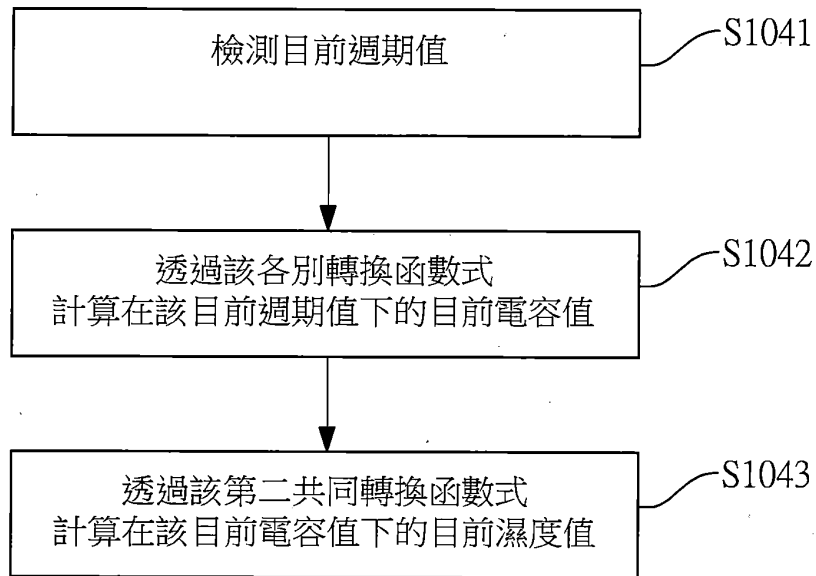 檢測目前週期值
S1041
透過該各別轉換函數式
計算在該目前週期值下的目前電容值
S1042
透過該第二共同轉換函數式
計算在該目前電容值下的目前濕度值
S1043